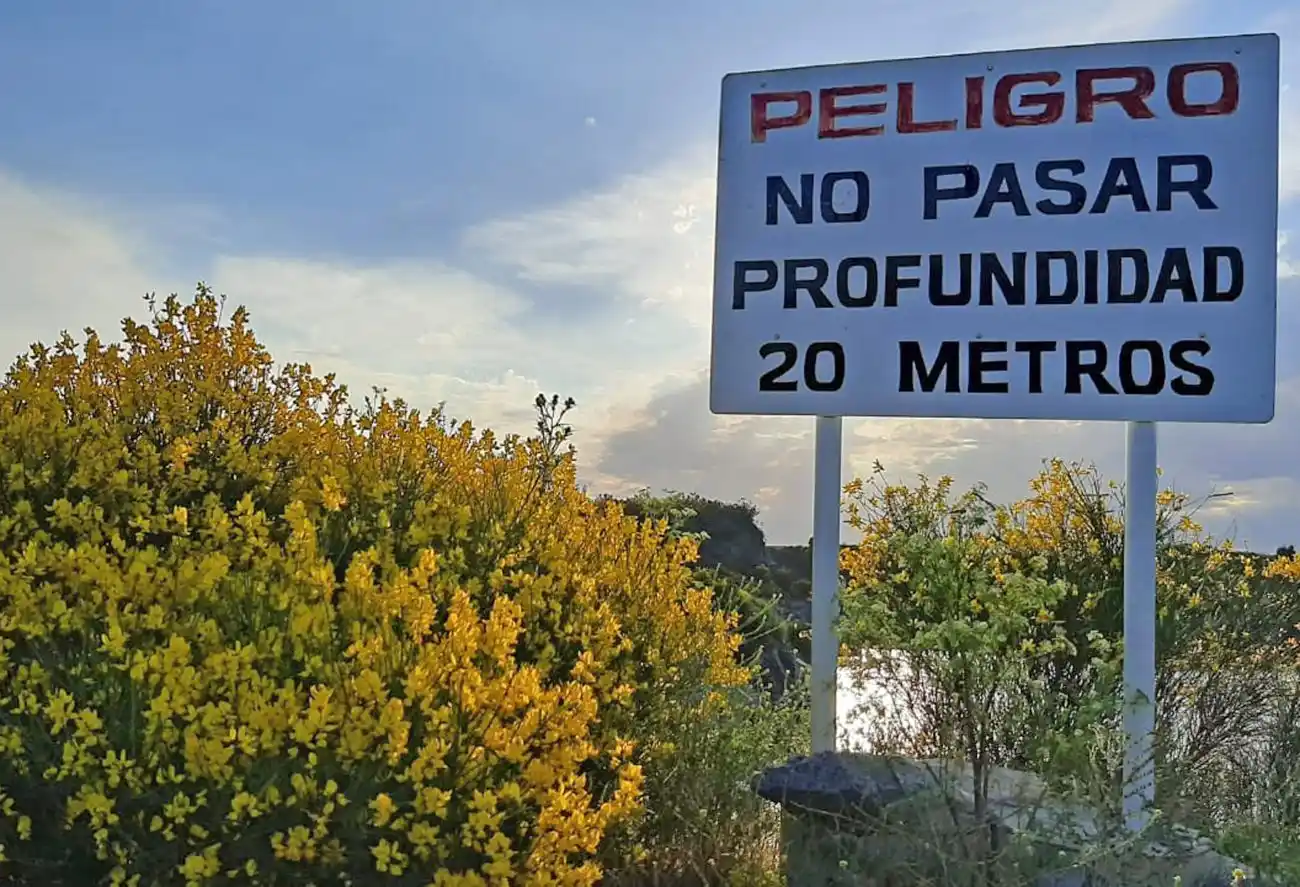 PELIGRO
NO PASAR
PROFUNDIDAD
20 METROS